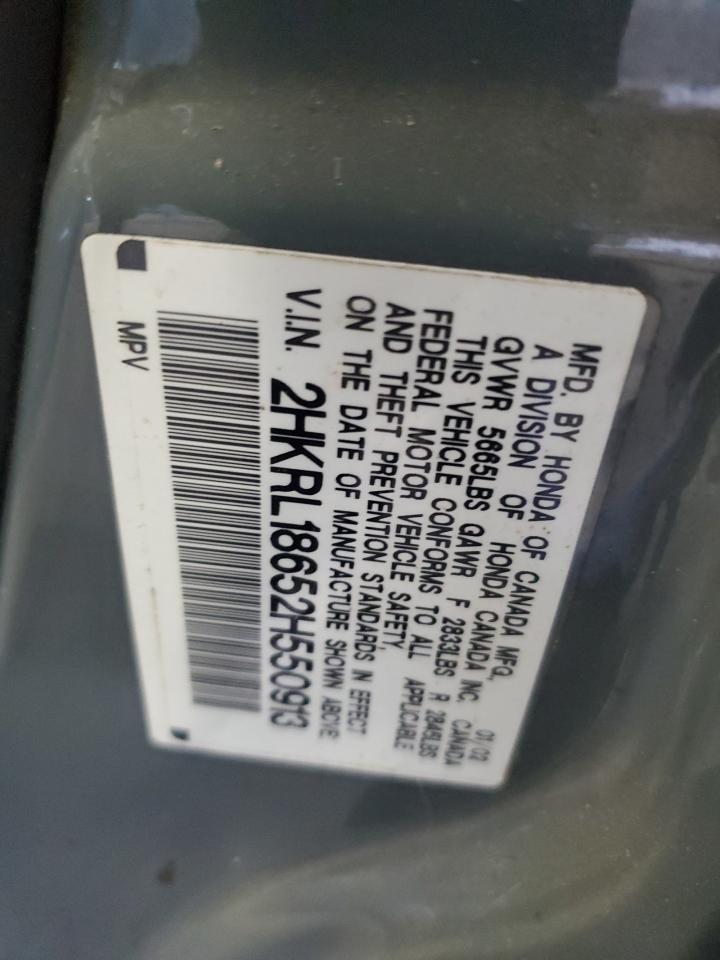 MFD. BY HONDA OF CANADA MFG, 01/02
A DIVISION OF HONDA CANADA INC, CANADA
GVWR 5665LBS GAWR F 2833LBS R 2845LBS
THIS VEHICLE CONFORMS TO ALL APPLICABLE
FEDERAL MOTOR VEHICLE SAFETY
AND THEFT PREVENTION STANDARDS IN EFFECT
ON THE DATE OF MANUFACTURE SHOWN ABOVE:
V.I.N. 2HKRL18652H550913
MPV